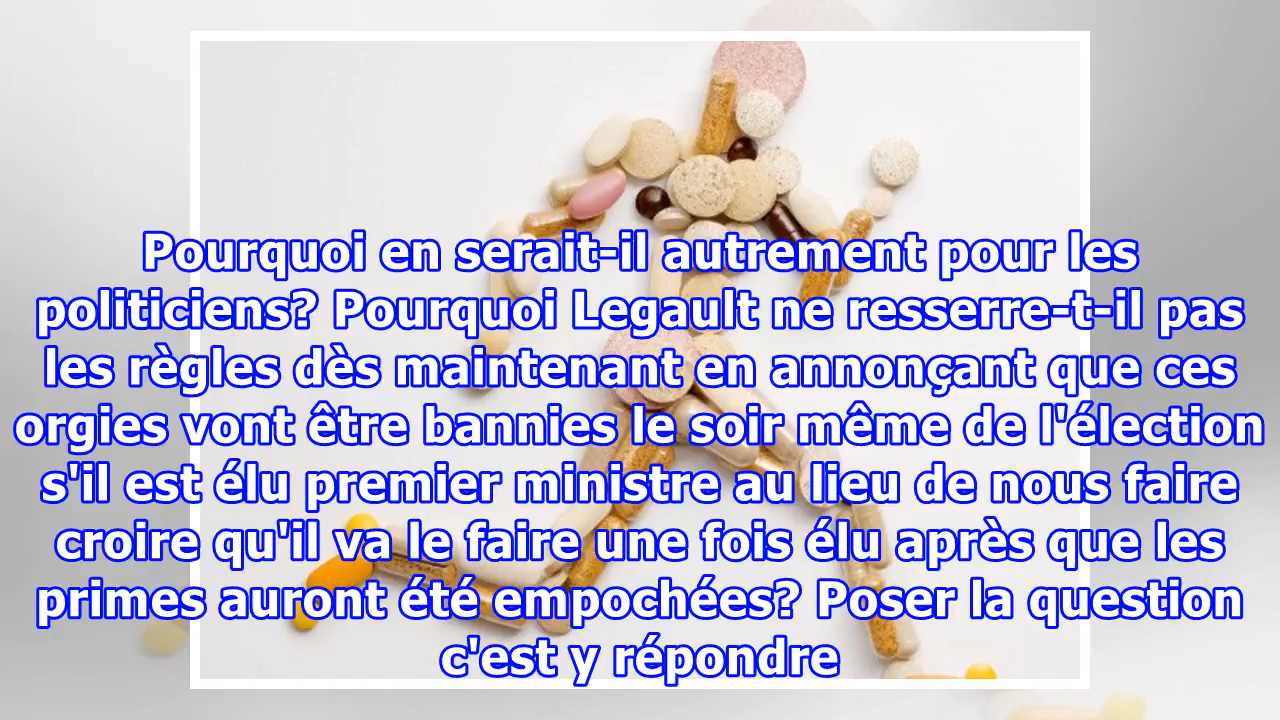 Pourquoi en serait-il autrement pour les
politiciens? Pourquoi Legault ne resserre-t-il pas
les règles dès maintenant en annonçant que ces
orgies vont être bannies le soir même de l'élection
s'il est élu premier ministre au lieu de nous faire
croire qu'il va le faire une fois élu après que les
primes auront été empochées? Poser la question
c'est y répondre